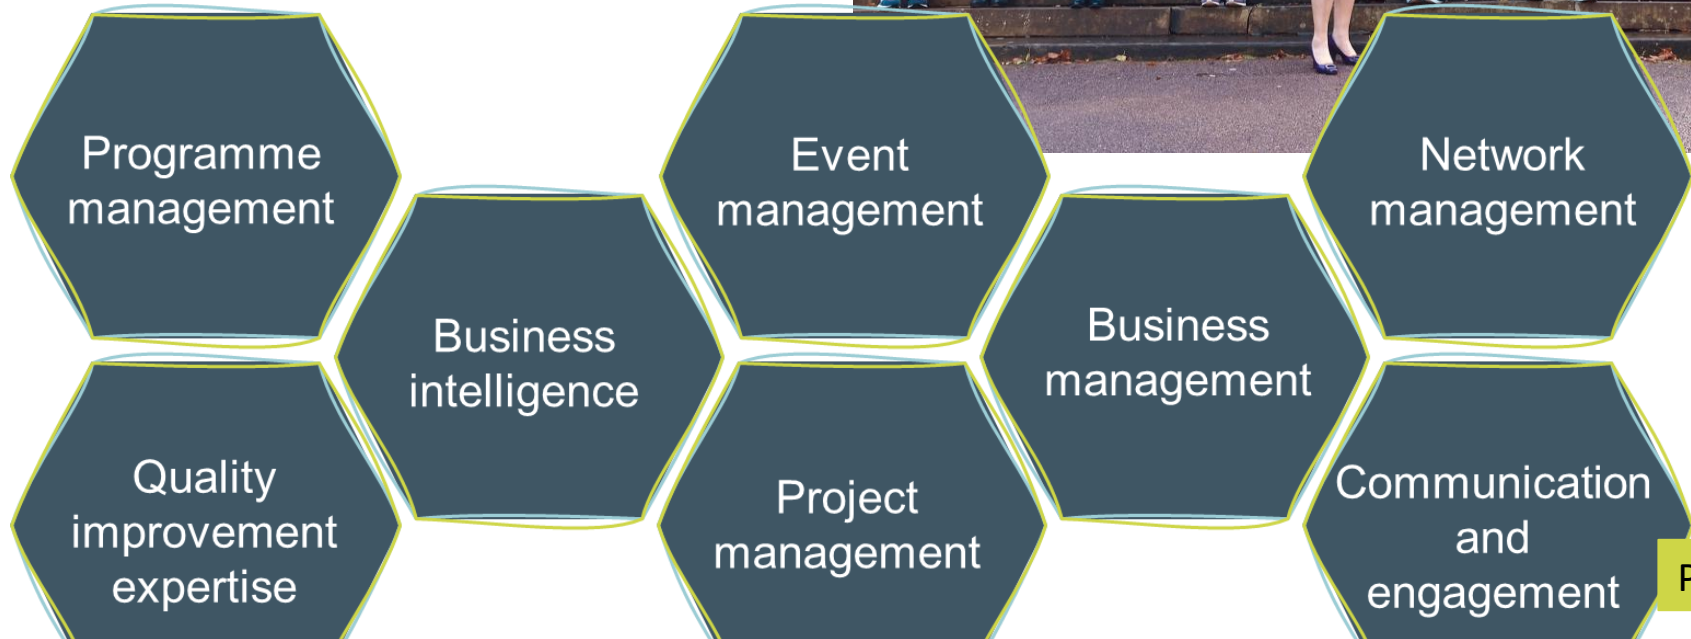 Programme
management
Event
management
Network
management
Business
intelligence
Business
management
Quality
improvement
expertise
Project
management
Communication
and
engagement